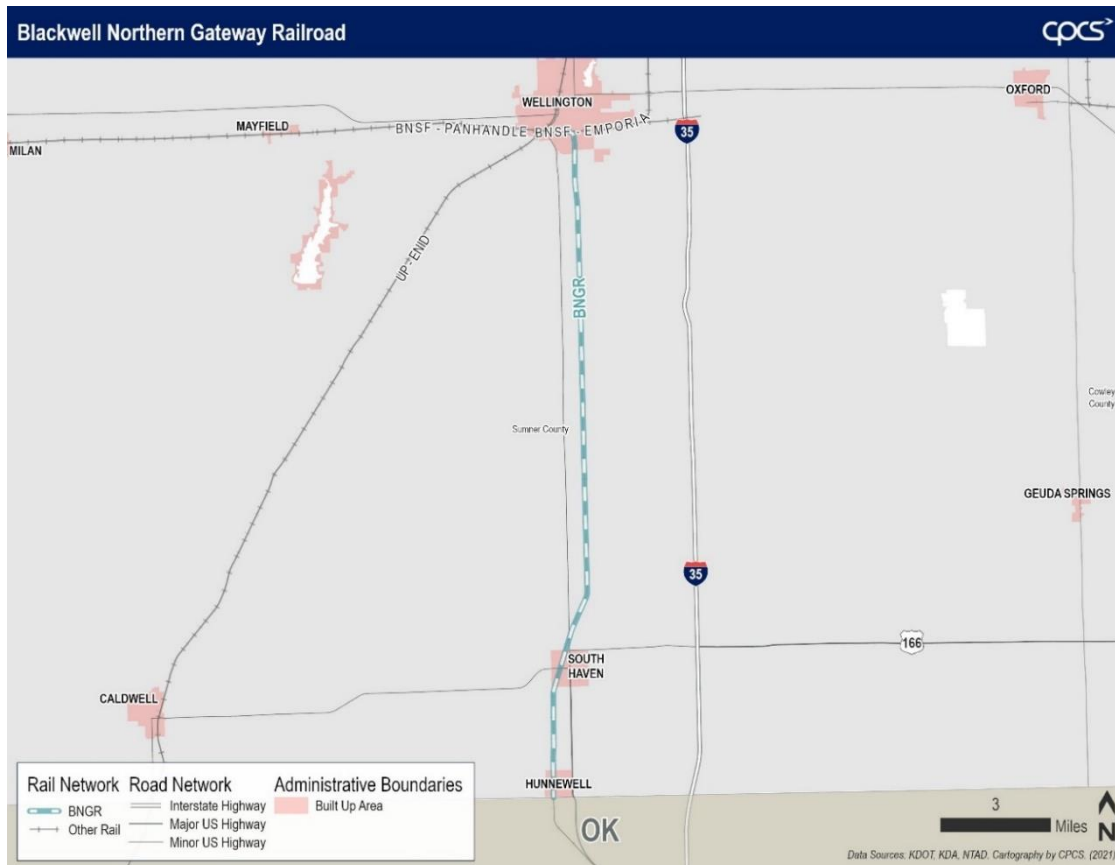 Blackwell Northern Gateway Railroad
cpcs
WELLINGTON
OXFORD
MAYFIELD
BNSF - PANHANDLE BNSF - EMPORIA
35
MILAN
UP - ENID
BNGR
Cowley
County
Sumner County
GEUDA SPRINGS
35
166
SOUTH
HAVEN
CALDWELL
HUNNEWELL
OK
Rail Network
BNGR
Other Rail
Road Network
Interstate Highway
Major US Highway
Minor US Highway
Administrative Boundaries
Built Up Area
3
Miles
N
Data Sources: KDOT, KDA, NTAD. Cartography by CPCS. (2021)